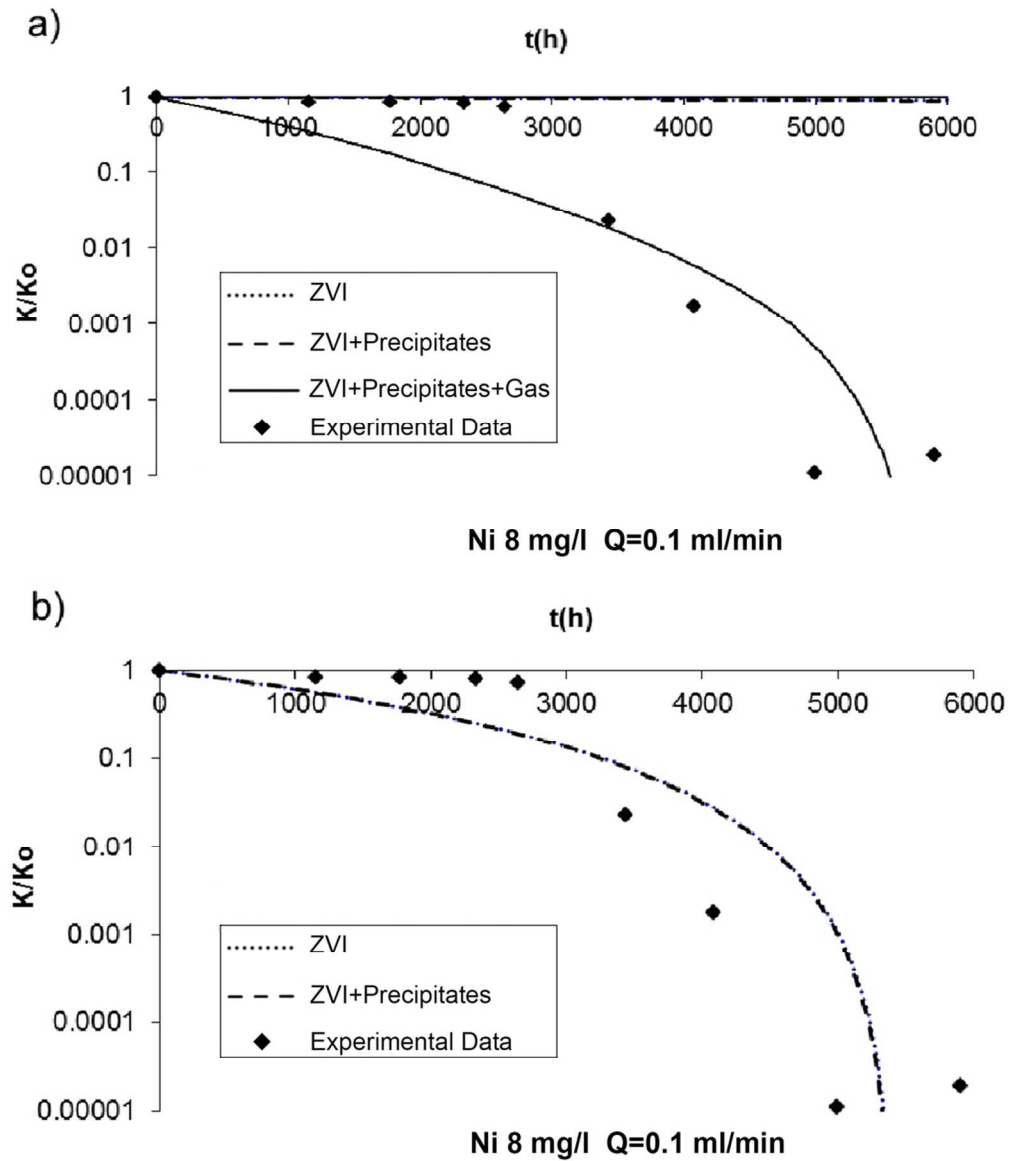 a)
t(h)
1
0 1000 2000 3000 4000 5000 6000
0.1
0.01
K/Ko
0.001
0.0001
0.00001
ZVI
ZVI+Precipitates
ZVI+Precipitates+Gas
Experimental Data
Ni 8 mg/l Q=0.1 ml/min
b)
t(h)
1
0 1000 2000 3000 4000 5000 6000
0.1
0.01
K/Ko
0.001
0.0001
0.00001
ZVI
ZVI+Precipitates
Experimental Data
Ni 8 mg/l Q=0.1 ml/min